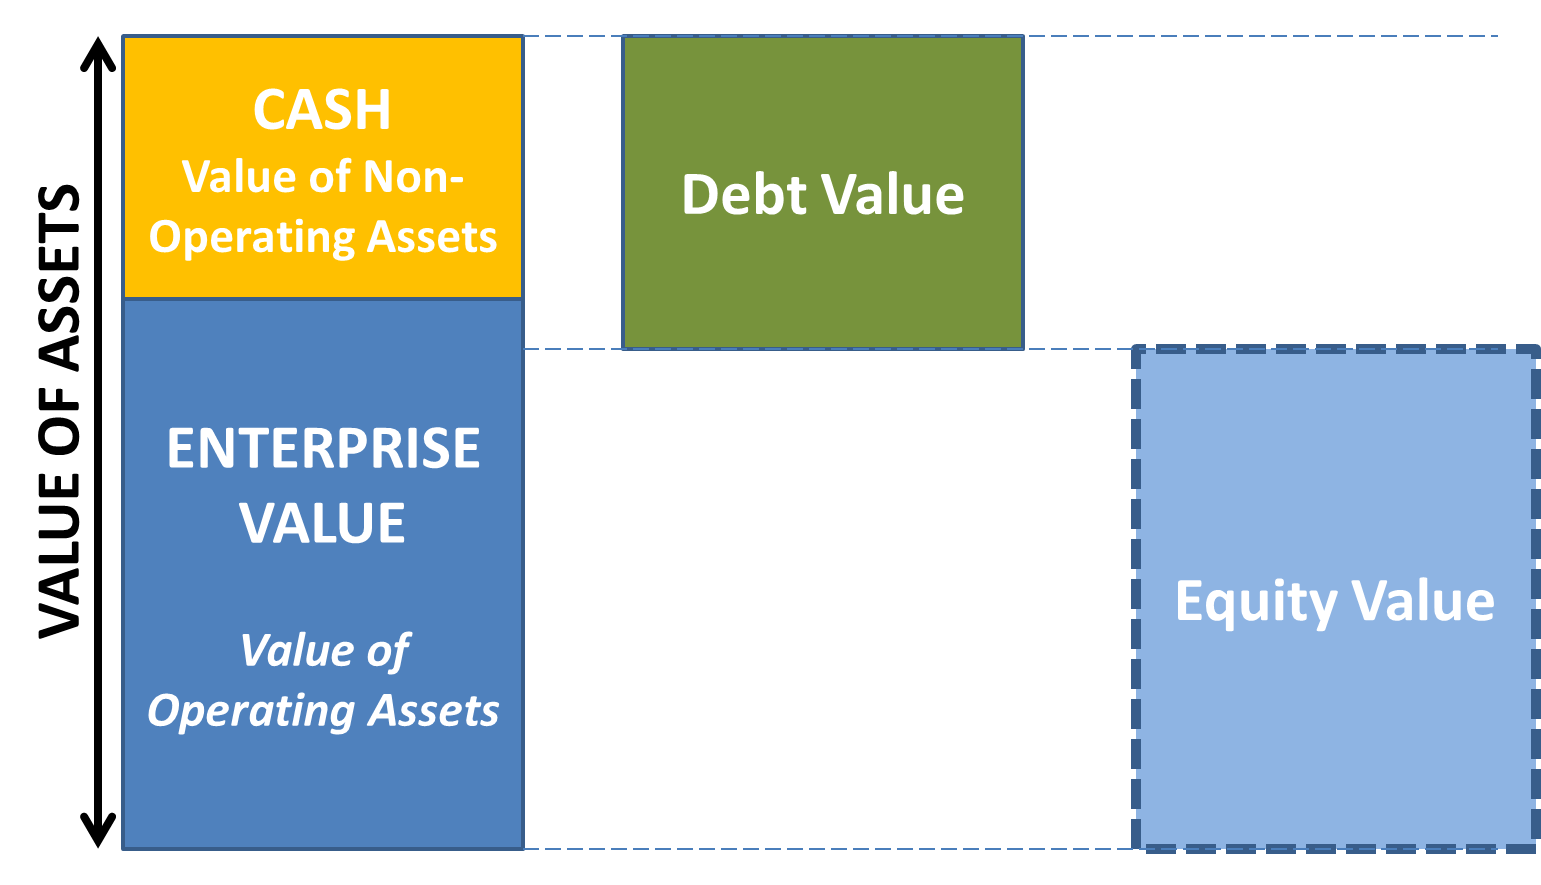 VALUE OF ASSETS
CASH
Value of Non-
Operating Assets
ENTERPRISE
VALUE
Value of
Operating Assets
Debt Value
Equity Value